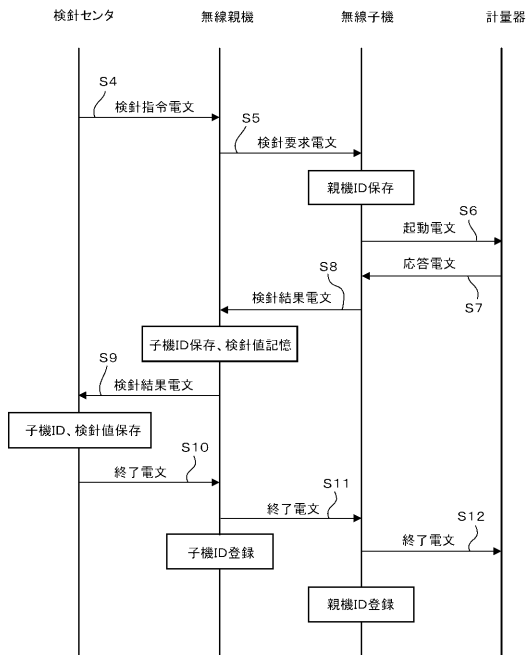 検針センタ
無線親機
無線子機
計量器
S4
検針指令電文
S5
検針要求電文
親機ID保存
S6
起動電文
応答電文
S7
S8
検針結果電文
子機ID保存、検針値記憶
S9
検針結果電文
子機ID、検針値保存
S10
終了電文
S11
終了電文
子機ID登録
S12
終了電文
親機ID登録